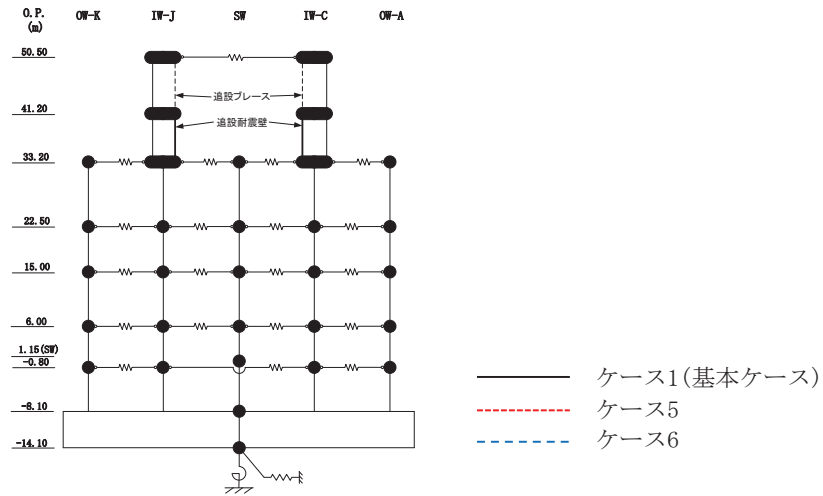 O.P.
(m)
OW-K IW-J SW IW-C OW-A
50.50
追設ブレース
41.20
追設耐震壁
33.20
22.50
15.00
6.00
1.15(SW)
-0.80
-8.10
-14.10
ケース1(基本ケース)
ケース5
ケース6